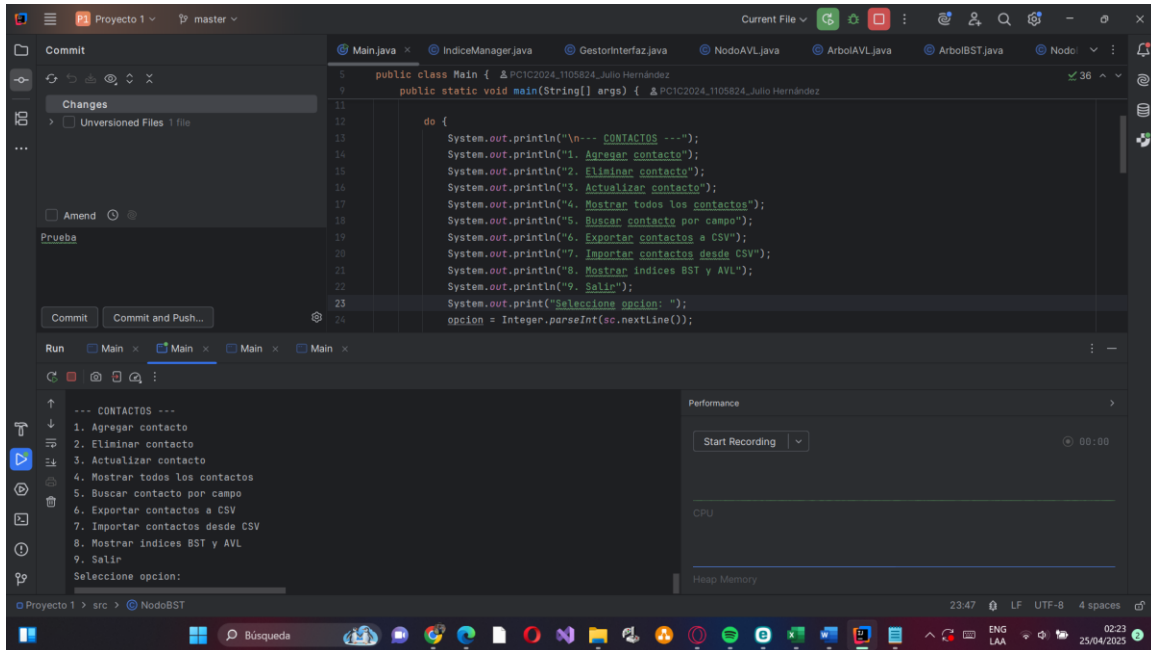 P1 Proyecto 1 master Current File
Commit
Main.java IndiceManager.java GestorInterfaz.java NodoAVL.java ArbolAVL.java ArbolBST.java Nodo
Changes
Unversioned Files 1 file
Amend
Prueba
Commit Commit and Push...
36
5 public class Main { PC1C2024_1105824_Julio Hernández
9 public static void main(String[] args) { PC1C2024_1105824_Julio Hernández
11
12 do {
13 System.out.println("\n--- CONTACTOS ---");
14 System.out.println("1. Agregar contacto");
15 System.out.println("2. Eliminar contacto");
16 System.out.println("3. Actualizar contacto");
17 System.out.println("4. Mostrar todos los contactos");
18 System.out.println("5. Buscar contacto por campo");
19 System.out.println("6. Exportar contactos a CSV");
20 System.out.println("7. Importar contactos desde CSV");
21 System.out.println("8. Mostrar indices BST y AVL");
22 System.out.println("9. Salir");
23 System.out.print("Seleccione opcion: ");
24 opcion = Integer.parseInt(sc.nextLine());
Run Main Main Main Main
--- CONTACTOS ---
1. Agregar contacto
2. Eliminar contacto
3. Actualizar contacto
4. Mostrar todos los contactos
5. Buscar contacto por campo
6. Exportar contactos a CSV
7. Importar contactos desde CSV
8. Mostrar indices BST y AVL
9. Salir
Seleccione opcion:
Performance
Start Recording 00:00
CPU
Heap Memory
Proyecto 1 > src > NodoBST 23:47 LF UTF-8 4 spaces
Búsqueda
ENG
LAA
02:23
25/04/2025
2